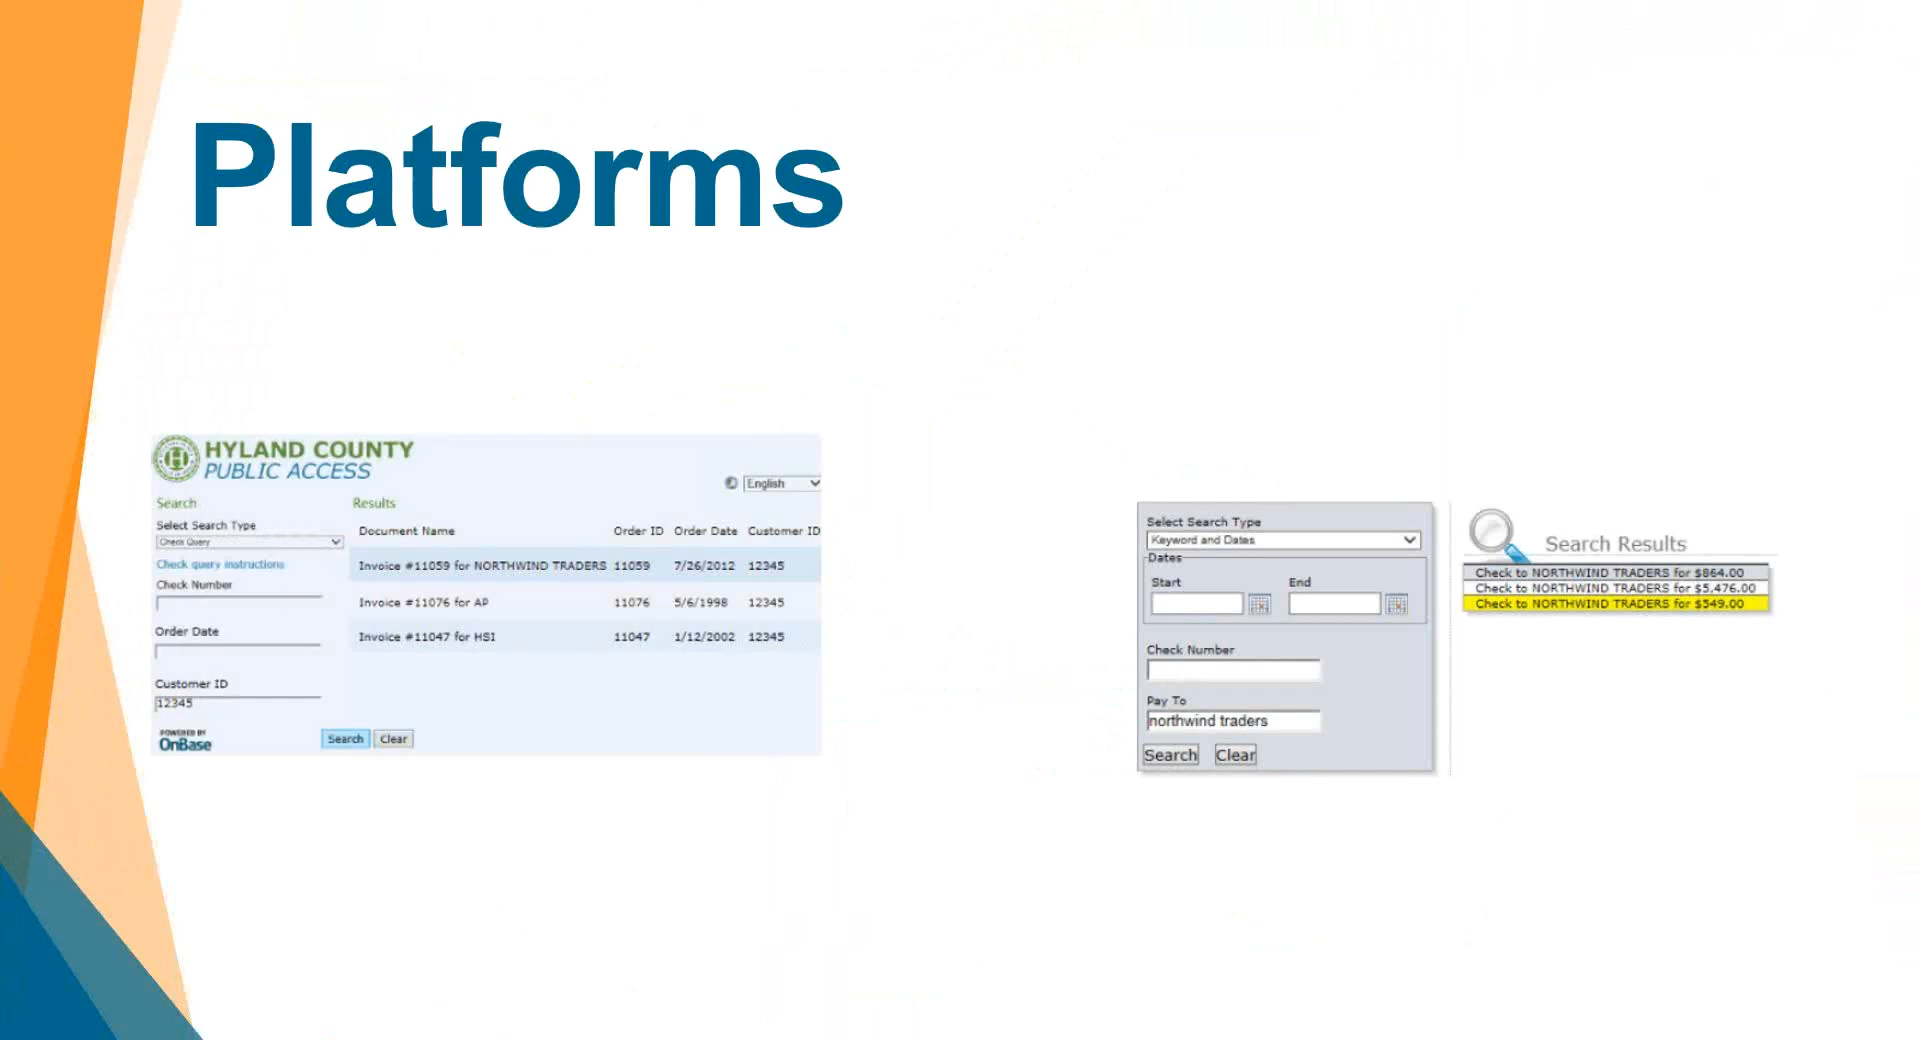 Platforms
HYLAND COUNTY
PUBLIC ACCESS
English
Search
Select Search Type
Check Query
Check query instructions
Check Number
Order Date
Customer ID
12345
POWERED BY
OnBase
Search Clear
Results
Document Name Order ID Order Date Customer ID
Invoice #11059 for NORTHWIND TRADERS 11059 7/26/2012 12345
Invoice #11076 for AP 11076 5/6/1998 12345
Invoice #11047 for HSI 11047 1/12/2002 12345
Select Search Type
Keyword and Dates
Dates
Start End
Check Number
Pay To
northwind traders
Search Clear
Search Results
Check to NORTHWIND TRADERS for $864.00
Check to NORTHWIND TRADERS for $5,476.00
Check to NORTHWIND TRADERS for $549.00